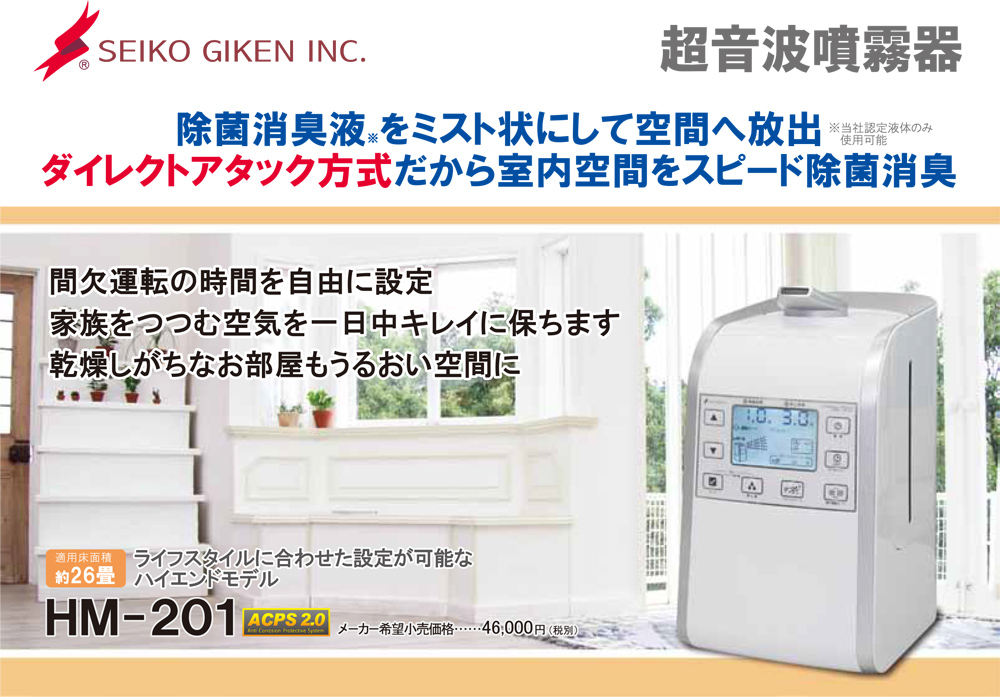 SEIKO GIKEN INC.
®
超音波噴霧器
除菌消臭液※をミスト状にして空間へ放出
※当社認定液体のみ
使用可能
ダイレクトアタック方式だから室内空間をスピード除菌消臭
間欠運転の時間を自由に設定
家族をつつむ空気を一日中キレイに保ちます
乾燥しがちなお部屋もうるおい空間に
1.0 3.0
適用床面積
約26畳
ライフスタイルに合わせた設定が可能な
ハイエンドモデル
HM-201
ACPS 2.0
Anti Corrosion Protective System
メーカー希望小売価格……46,000円(税別)